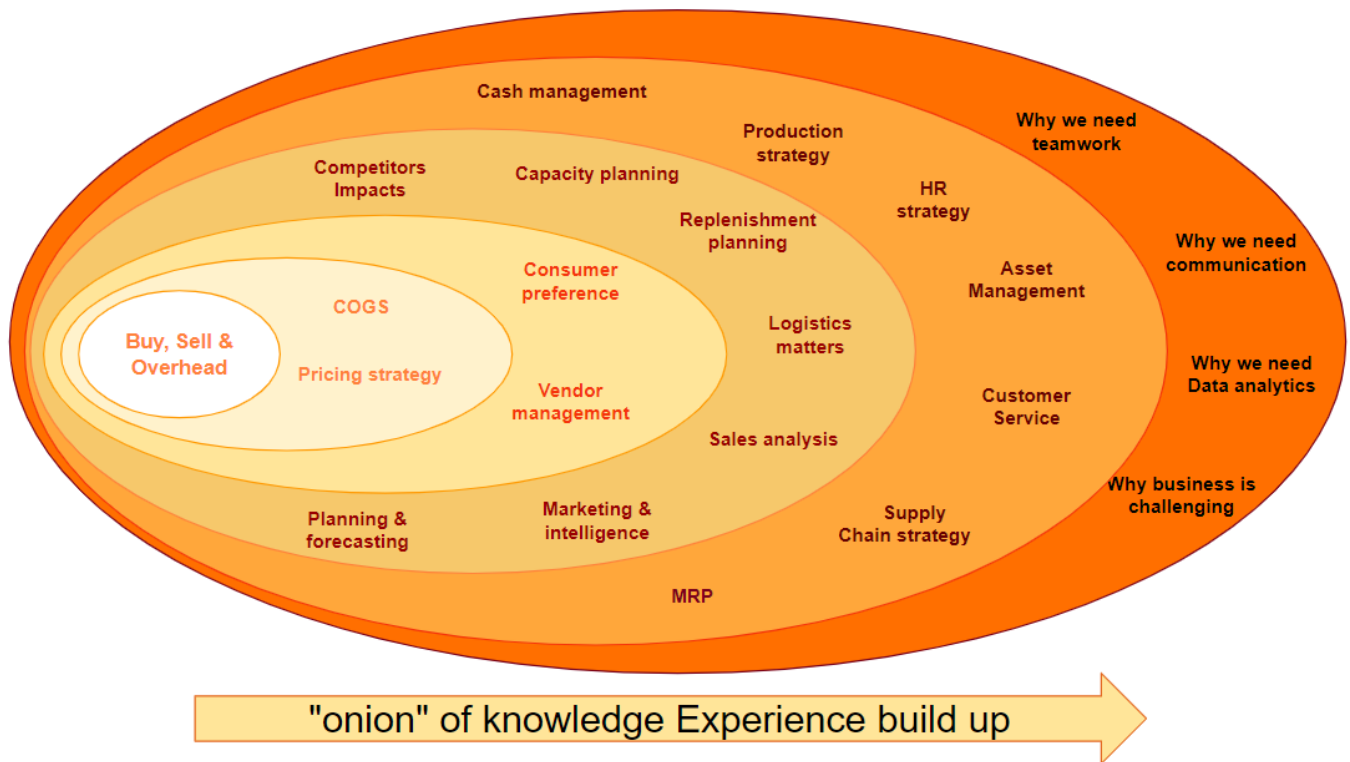 Cash management
Why we need
teamwork
Production
strategy
Competitors
Impacts
Capacity planning
HR
strategy
Replenishment
planning
Why we need
communication
Consumer
preference
Asset
Management
COGS
Logistics
matters
Buy, Sell &
Overhead
Pricing strategy
Why we need
Data analytics
Vendor
management
Customer
Service
Sales analysis
Why business is
challenging
Planning &
forecasting
Marketing &
intelligence
Supply
Chain strategy
MRP
"onion" of knowledge Experience build up